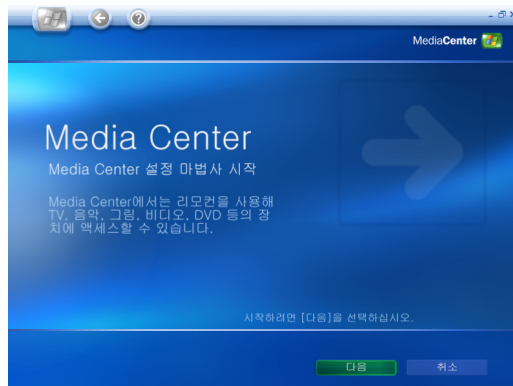 MediaCenter
Media Center
Media Center 설정 마법사 시작
Media Center에서는 리모컨을 사용해
TV, 음악, 그림, 비디오, DVD 등의 장
치에 액세스할 수 있습니다.
시작하려면 [다음]을 선택하십시오.
다음
취소